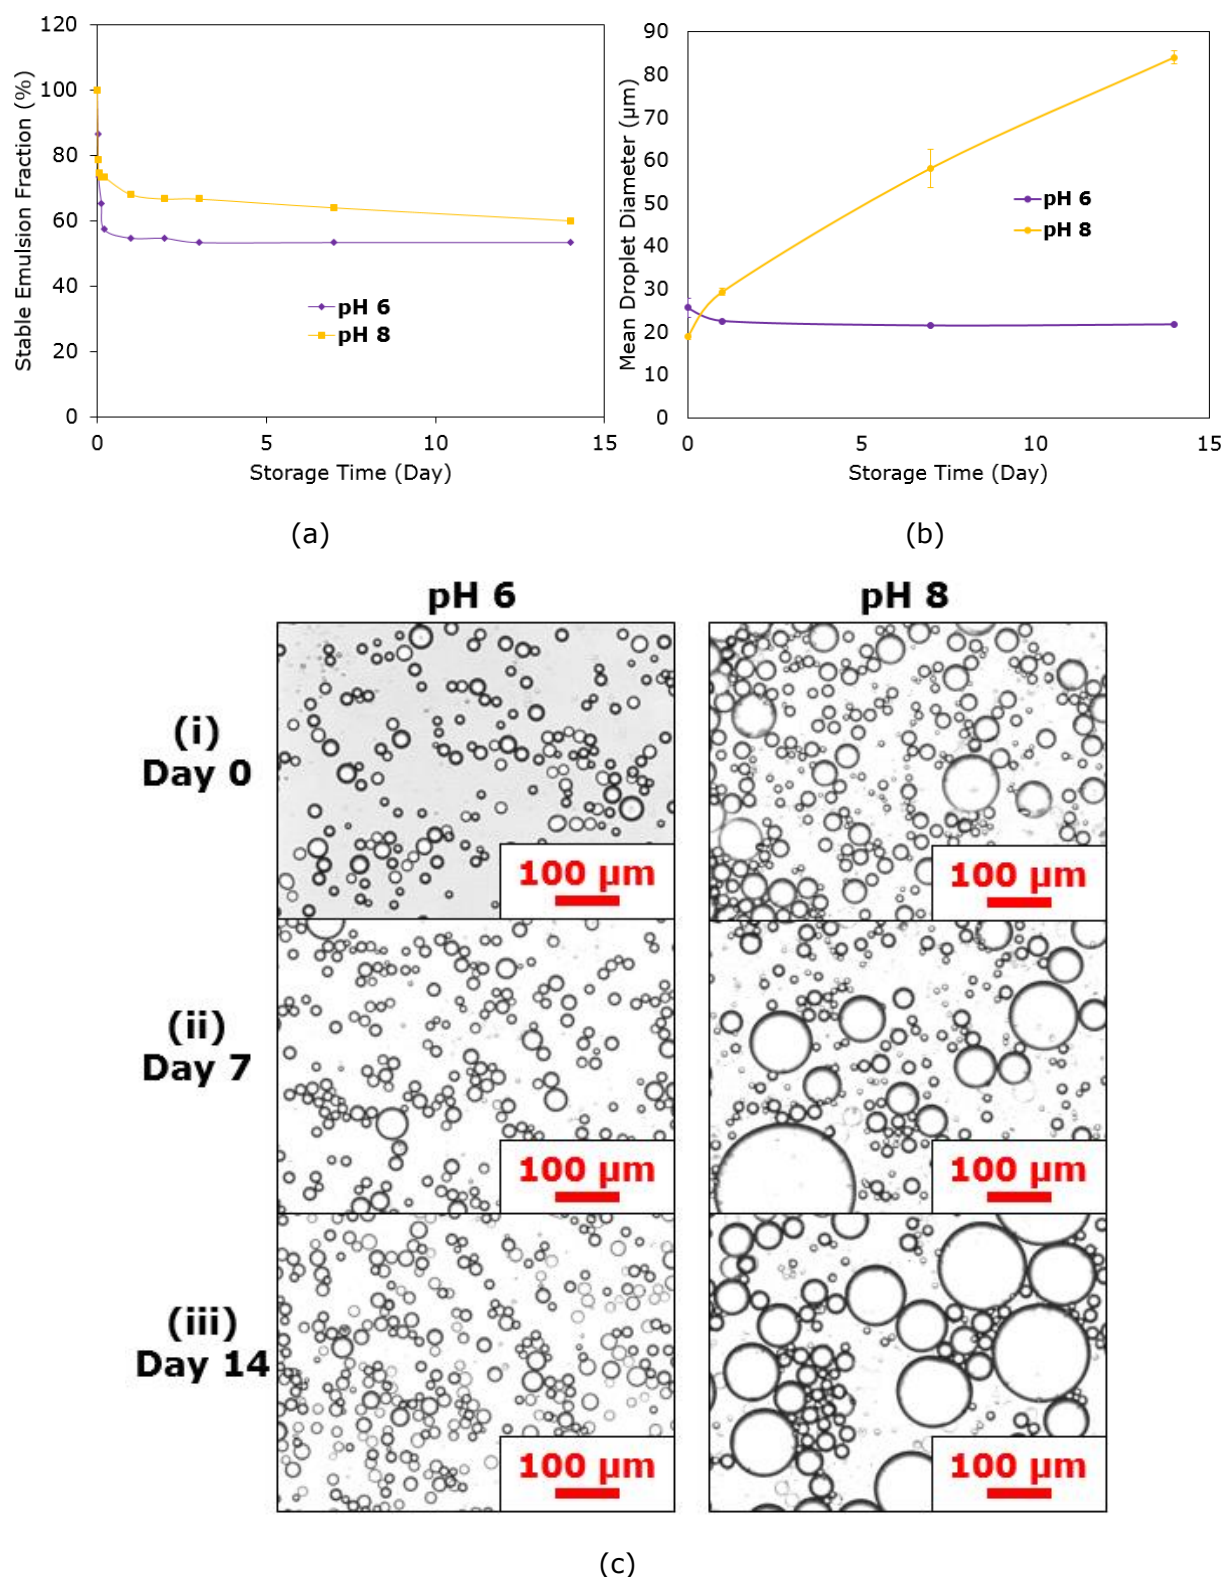 Stable Emulsion Fraction (%)
120
100
80
60
40
20
0
0 5 10 15
Storage Time (Day)
pH 6
pH 8
(a)
Mean Droplet Diameter (µm)
90
80
70
60
50
40
30
20
10
0
0 5 10 15
Storage Time (Day)
pH 6
pH 8
(b)
pH 6 pH 8
(i)
Day 0
100 µm 100 µm
(ii)
Day 7
100 µm 100 µm
(iii)
Day 14
100 µm 100 µm
(c)